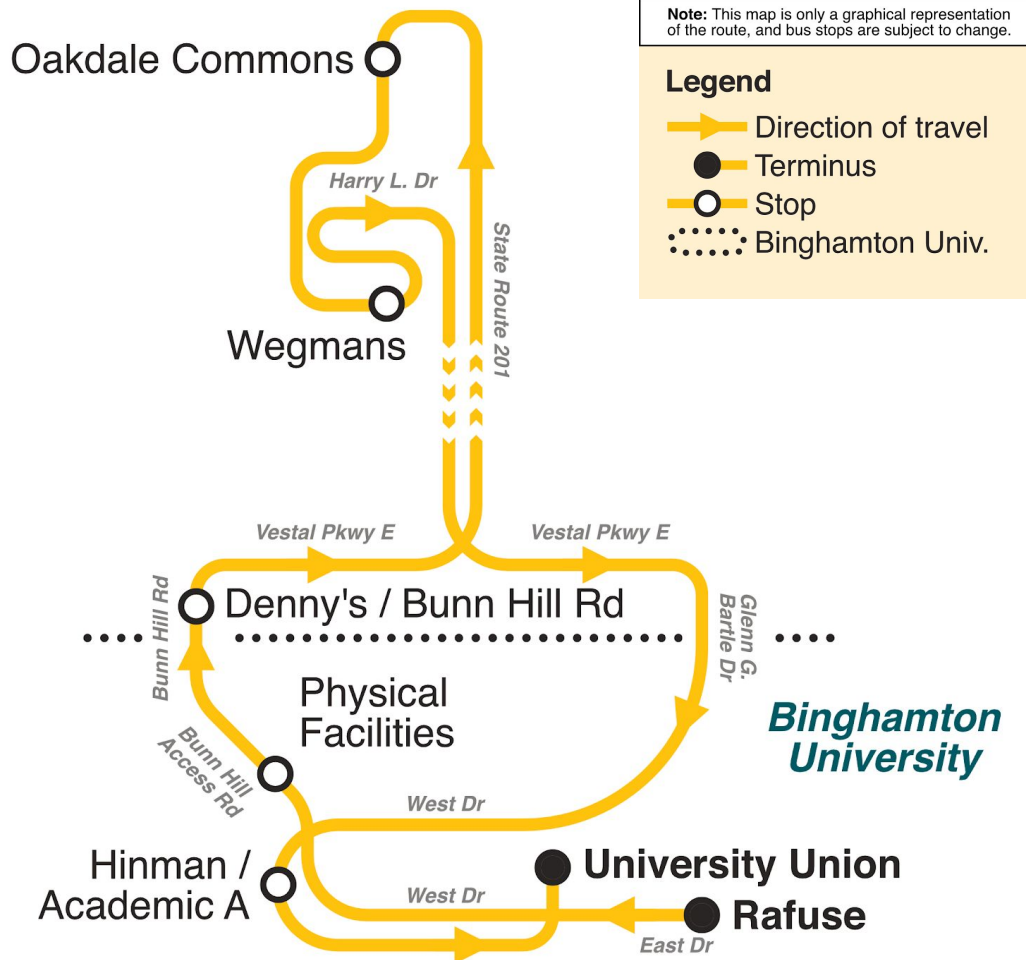 Note: This map is only a graphical representation
of the route, and bus stops are subject to change.
Legend
Direction of travel
Terminus
Stop
Binghamton Univ.
Oakdale Commons
Harry L. Dr
State Route 201
Wegmans
Vestal Pkwy E
Vestal Pkwy E
Bunn Hill Rd
Denny's / Bunn Hill Rd
Glenn G.
Bartle Dr
Physical
Facilities
Binghamton
University
Bunn Hill
Access Rd
West Dr
Hinman /
Academic A
University Union
West Dr
Rafuse
East Dr